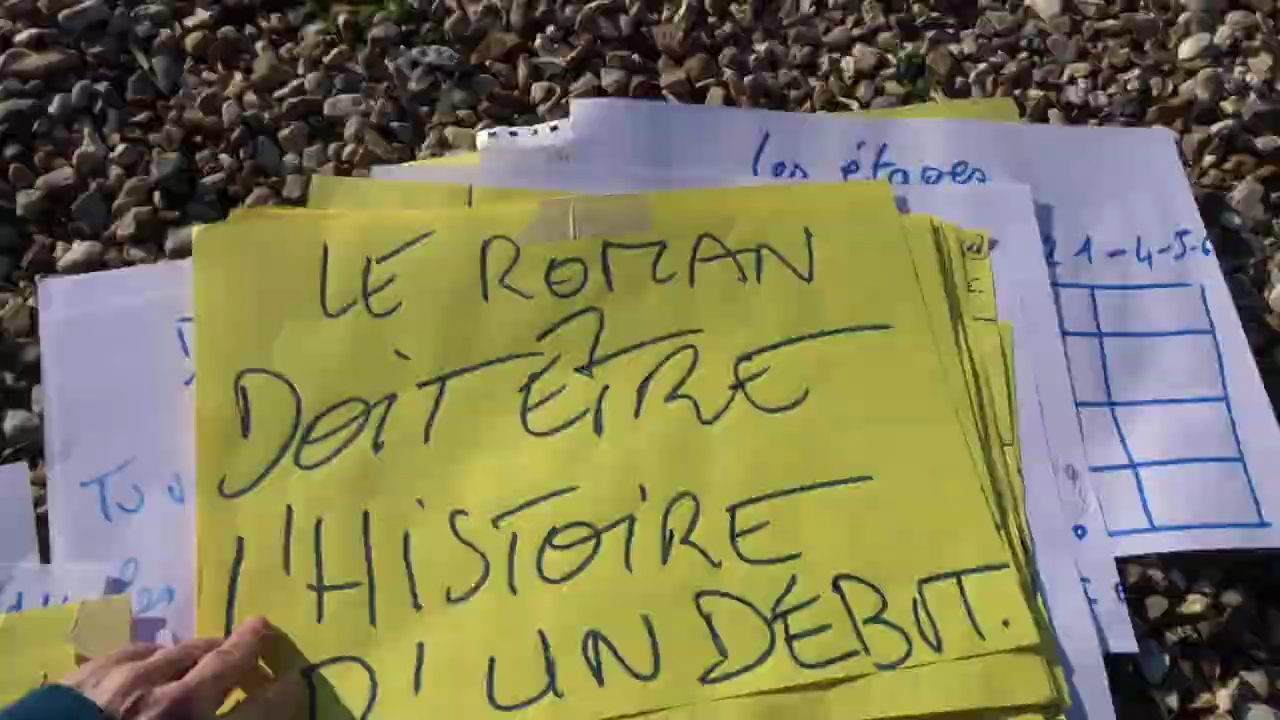 les étapes
1 - 4 - 5 - 6
LE ROMAN
DOIT ÊTRE
L'HISTOIRE
D'UN DÉBUT.